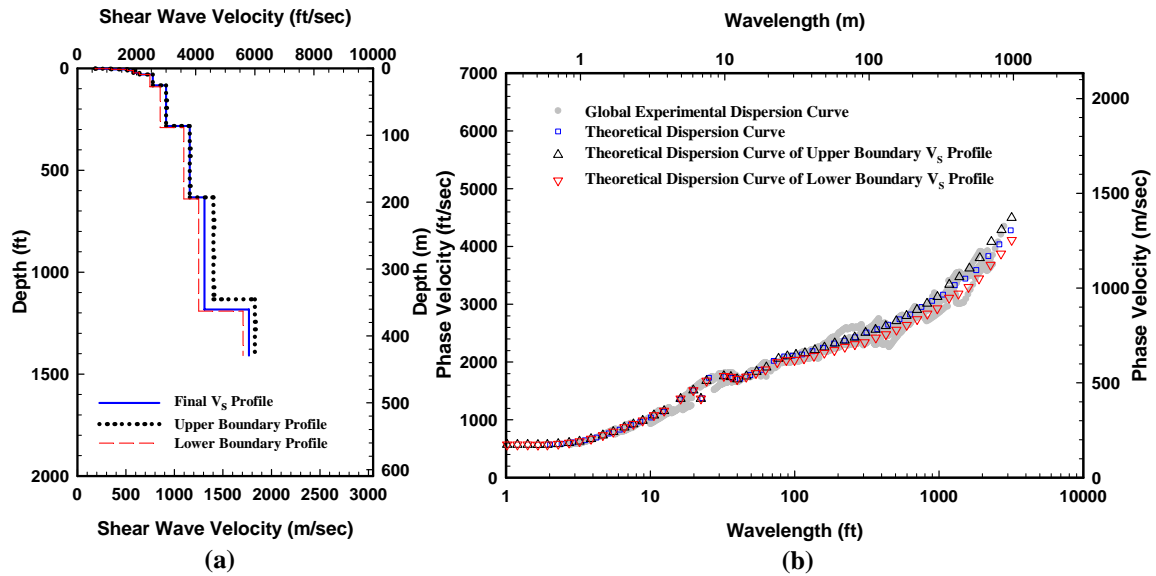 Shear Wave Velocity (ft/sec)
0 2000 4000 6000 8000 10000
0
500
1000
1500
2000
Depth (ft)
0
100
200
300
400
500
600
Depth (m)
Final VS Profile
Upper Boundary Profile
Lower Boundary Profile
0 500 1000 1500 2000 2500 3000
Shear Wave Velocity (m/sec)
(a)
Wavelength (m)
1 10 100 1000
7000
6000
5000
4000
3000
2000
1000
0
Phase Velocity (ft/sec)
2000
1500
1000
500
0
Phase Velocity (m/sec)
Global Experimental Dispersion Curve
Theoretical Dispersion Curve
Theoretical Dispersion Curve of Upper Boundary VS Profile
Theoretical Dispersion Curve of Lower Boundary VS Profile
1 10 100 1000 10000
Wavelength (ft)
(b)